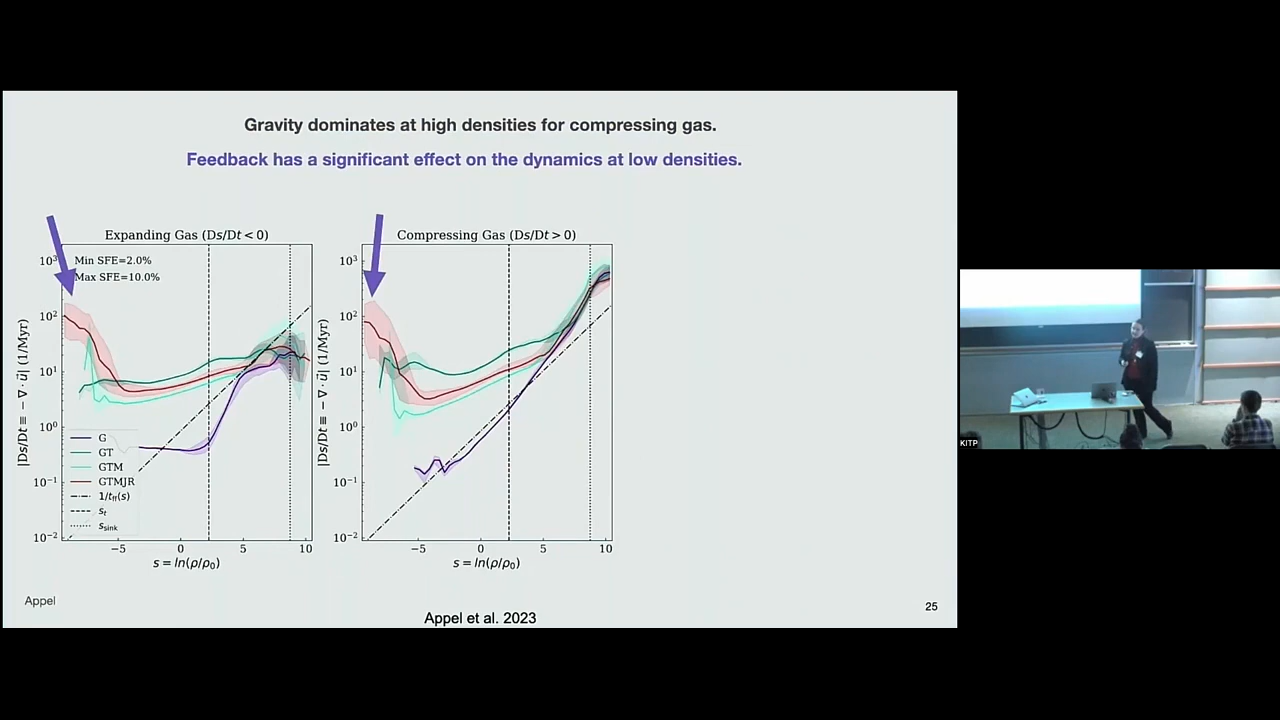 Gravity dominates at high densities for compressing gas.
Feedback has a significant effect on the dynamics at low densities.
Expanding Gas (Ds/Dt < 0)
Compressing Gas (Ds/Dt > 0)
Min SFE=2.0%
Max SFE=10.0%
|Ds/Dt ≡ −∇ · u⃗| (1/Myr)
10³
10²
10¹
10⁰
10⁻¹
10⁻²
G
GT
GTM
GTMJR
1/t_ff(s)
s_t
s_sink
−5
0
5
10
s = ln(ρ/ρ₀)
|Ds/Dt ≡ −∇ · u⃗| (1/Myr)
10³
10²
10¹
10⁰
10⁻¹
10⁻²
−5
0
5
10
s = ln(ρ/ρ₀)
Appel
25
Appel et al. 2023
KITP